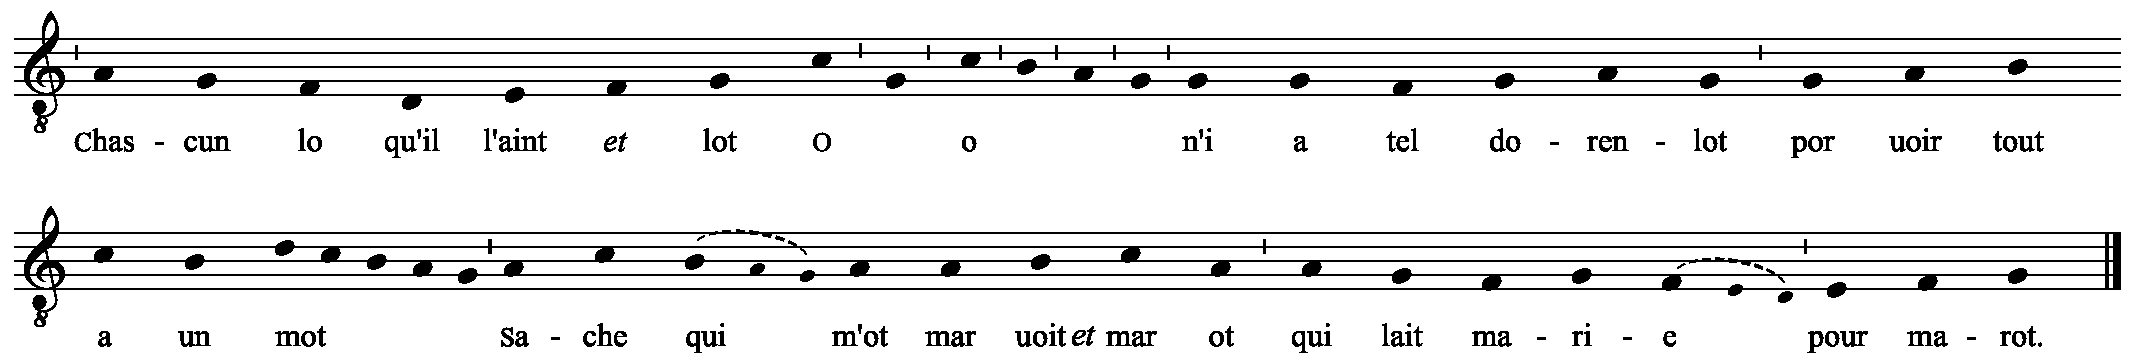 Chas - cun lo qu'il l'aint et lot O o n'i a tel do - ren - lot por uoir tout
a un mot Sa - che qui m'ot mar uoit et mar ot qui lait ma - ri - e pour ma - rot.